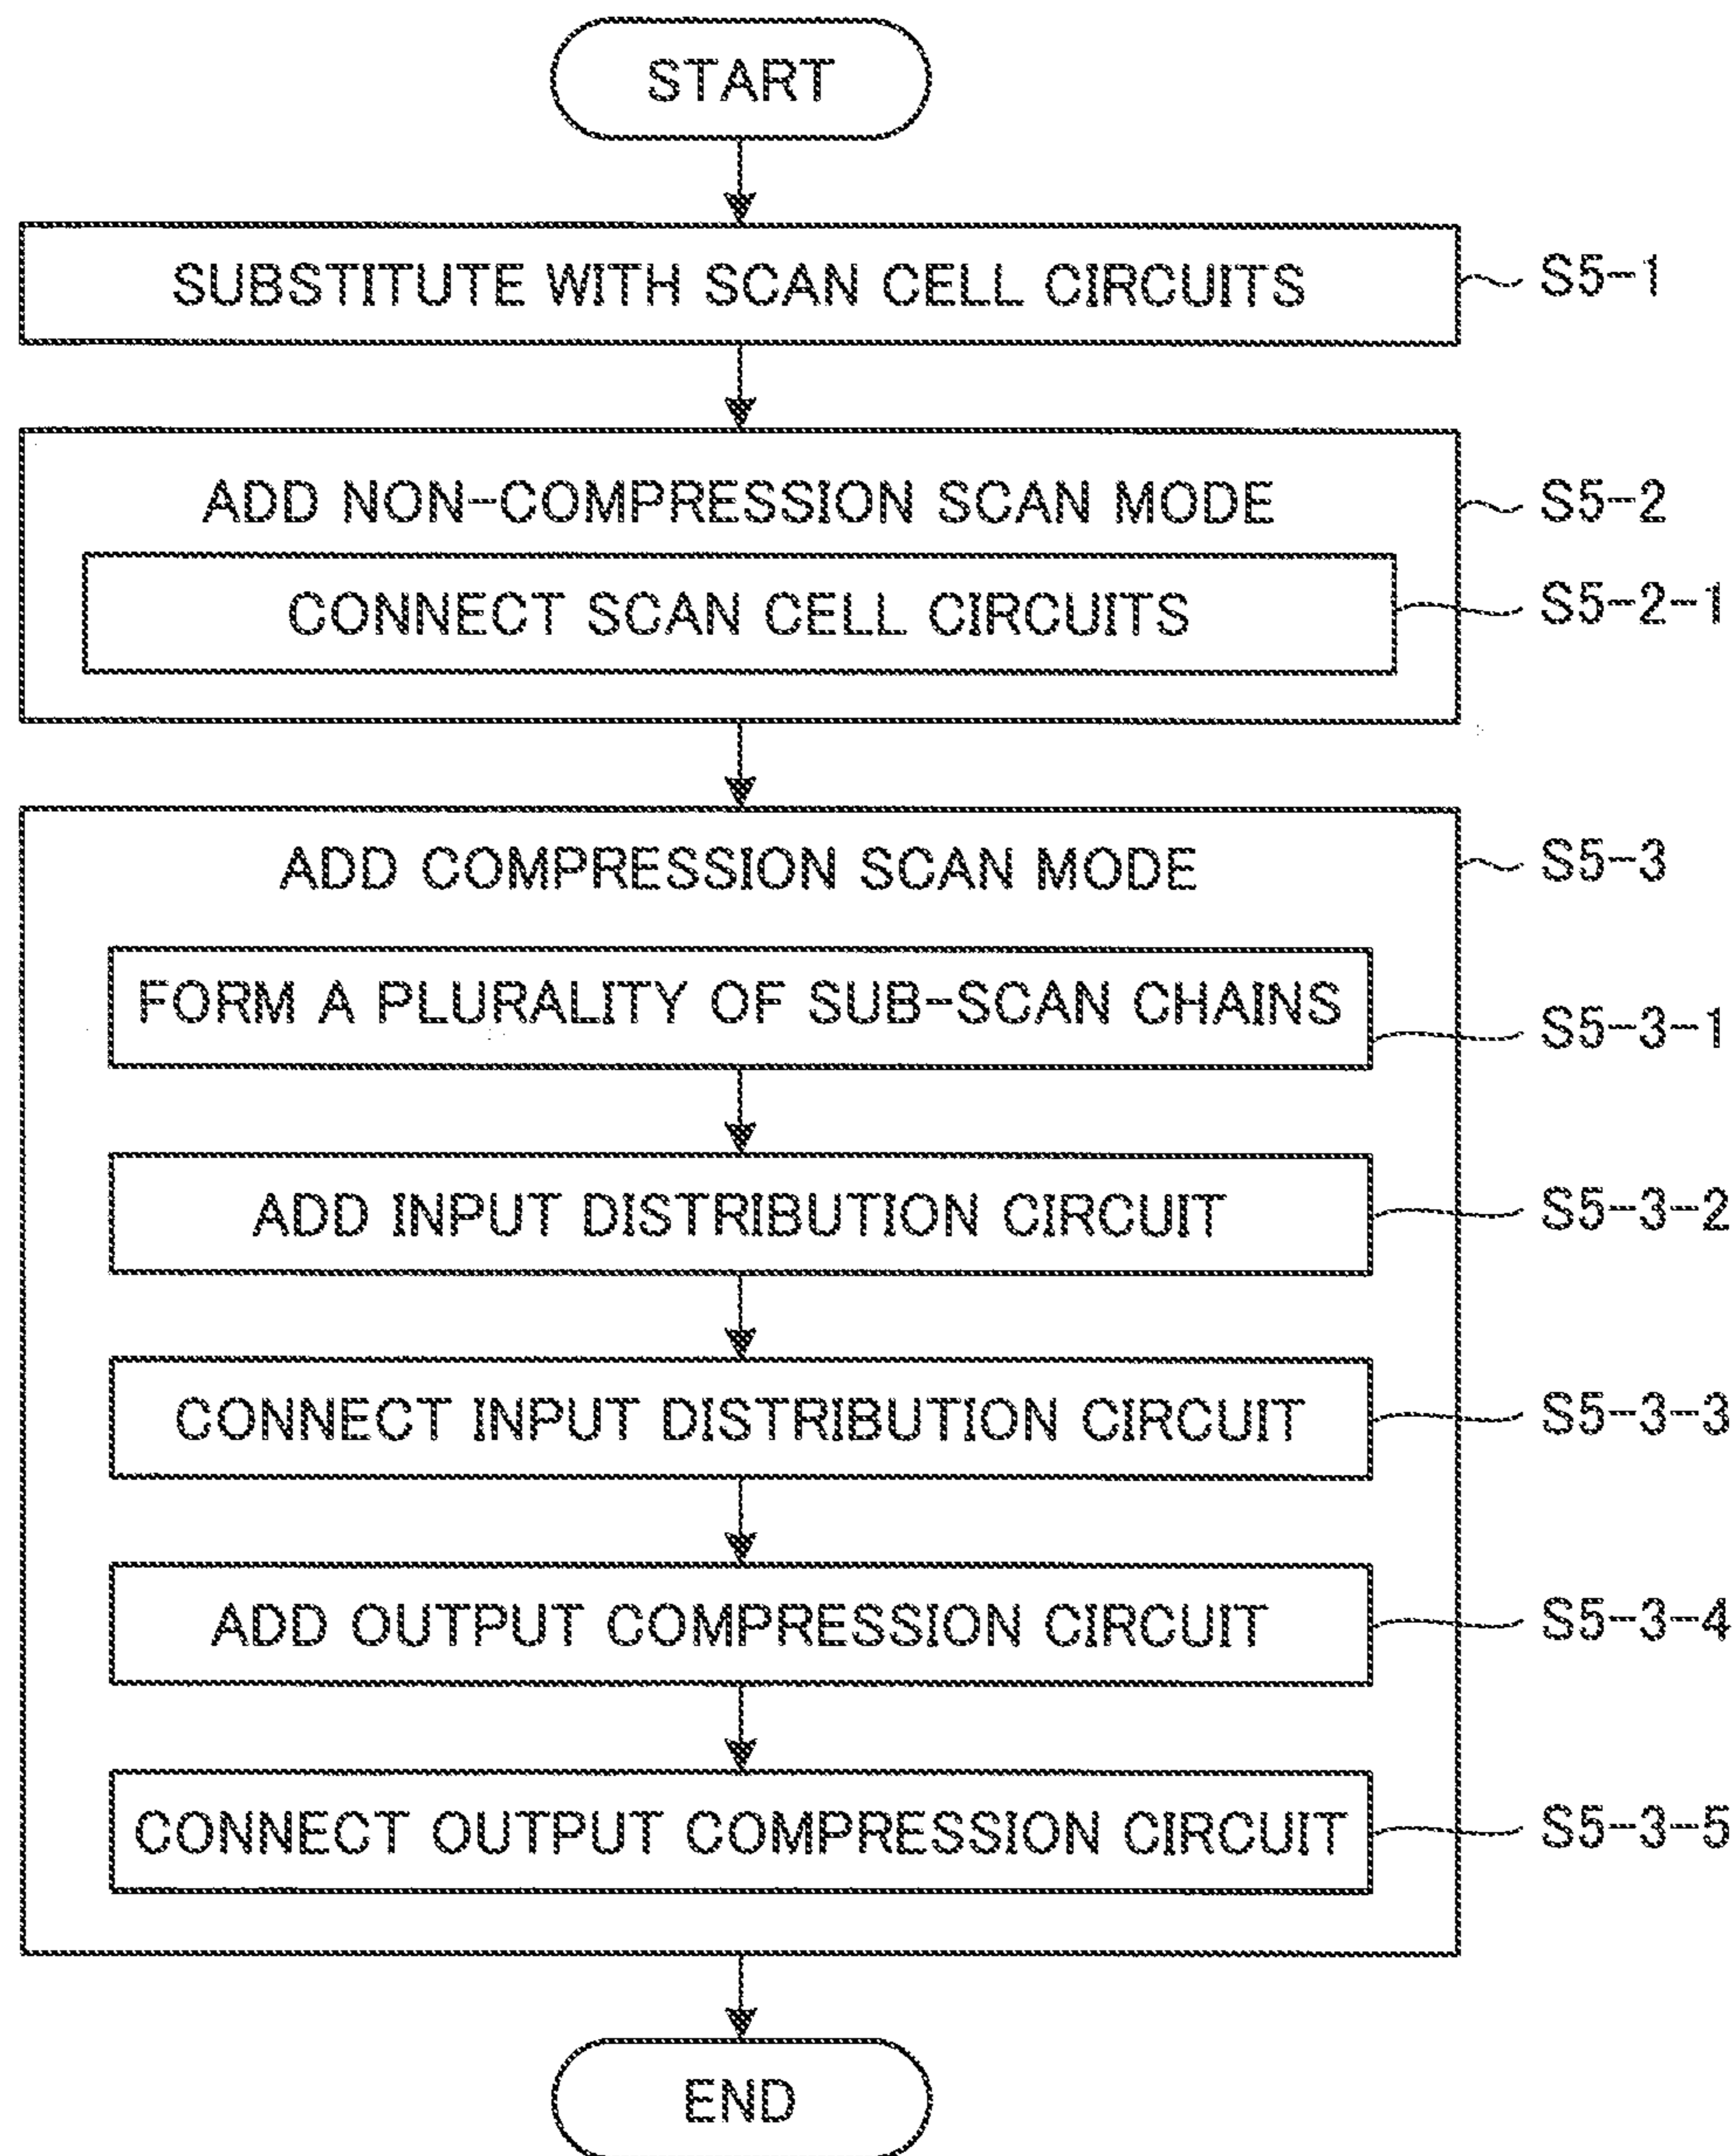 START
SUBSTITUTE WITH SCAN CELL CIRCUITS
S5-1
ADD NON-COMPRESSION SCAN MODE
S5-2
CONNECT SCAN CELL CIRCUITS
S5-2-1
ADD COMPRESSION SCAN MODE
S5-3
FORM A PLURALITY OF SUB-SCAN CHAINS
S5-3-1
ADD INPUT DISTRIBUTION CIRCUIT
S5-3-2
CONNECT INPUT DISTRIBUTION CIRCUIT
S5-3-3
ADD OUTPUT COMPRESSION CIRCUIT
S5-3-4
CONNECT OUTPUT COMPRESSION CIRCUIT
S5-3-5
END